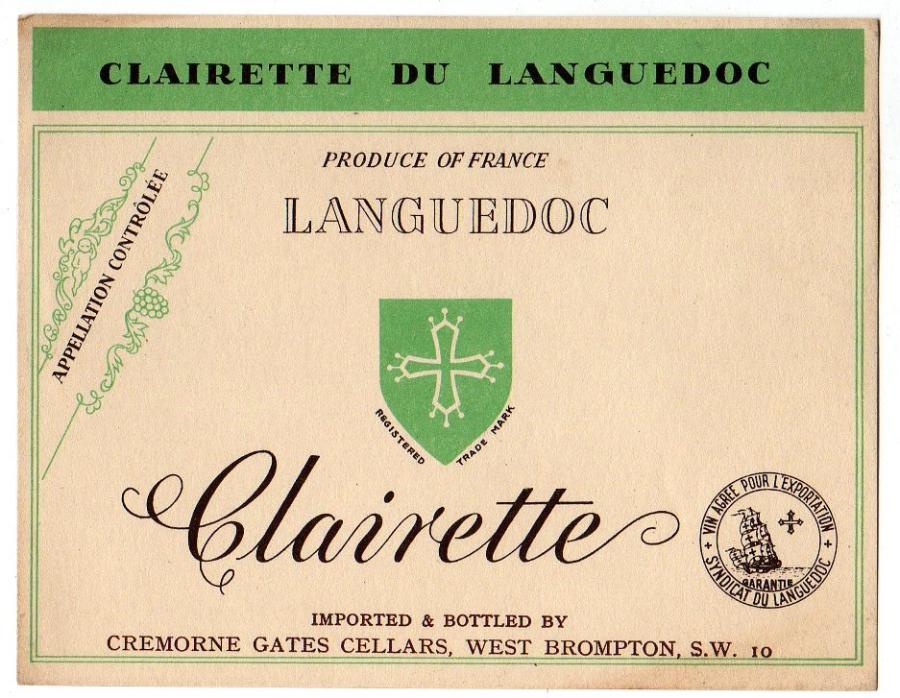 CLAIRETTE DU LANGUEDOC
PRODUCE OF FRANCE
LANGUEDOC
APPELLATION CONTRÔLÉE
REGISTERED TRADE MARK
Clairette
VIN AGRÉE POUR L'EXPORTATION
GARANTIE
+ SYNDICAT DU LANGUEDOC +
IMPORTED & BOTTLED BY
CREMORNE GATES CELLARS, WEST BROMPTON, S.W. 10